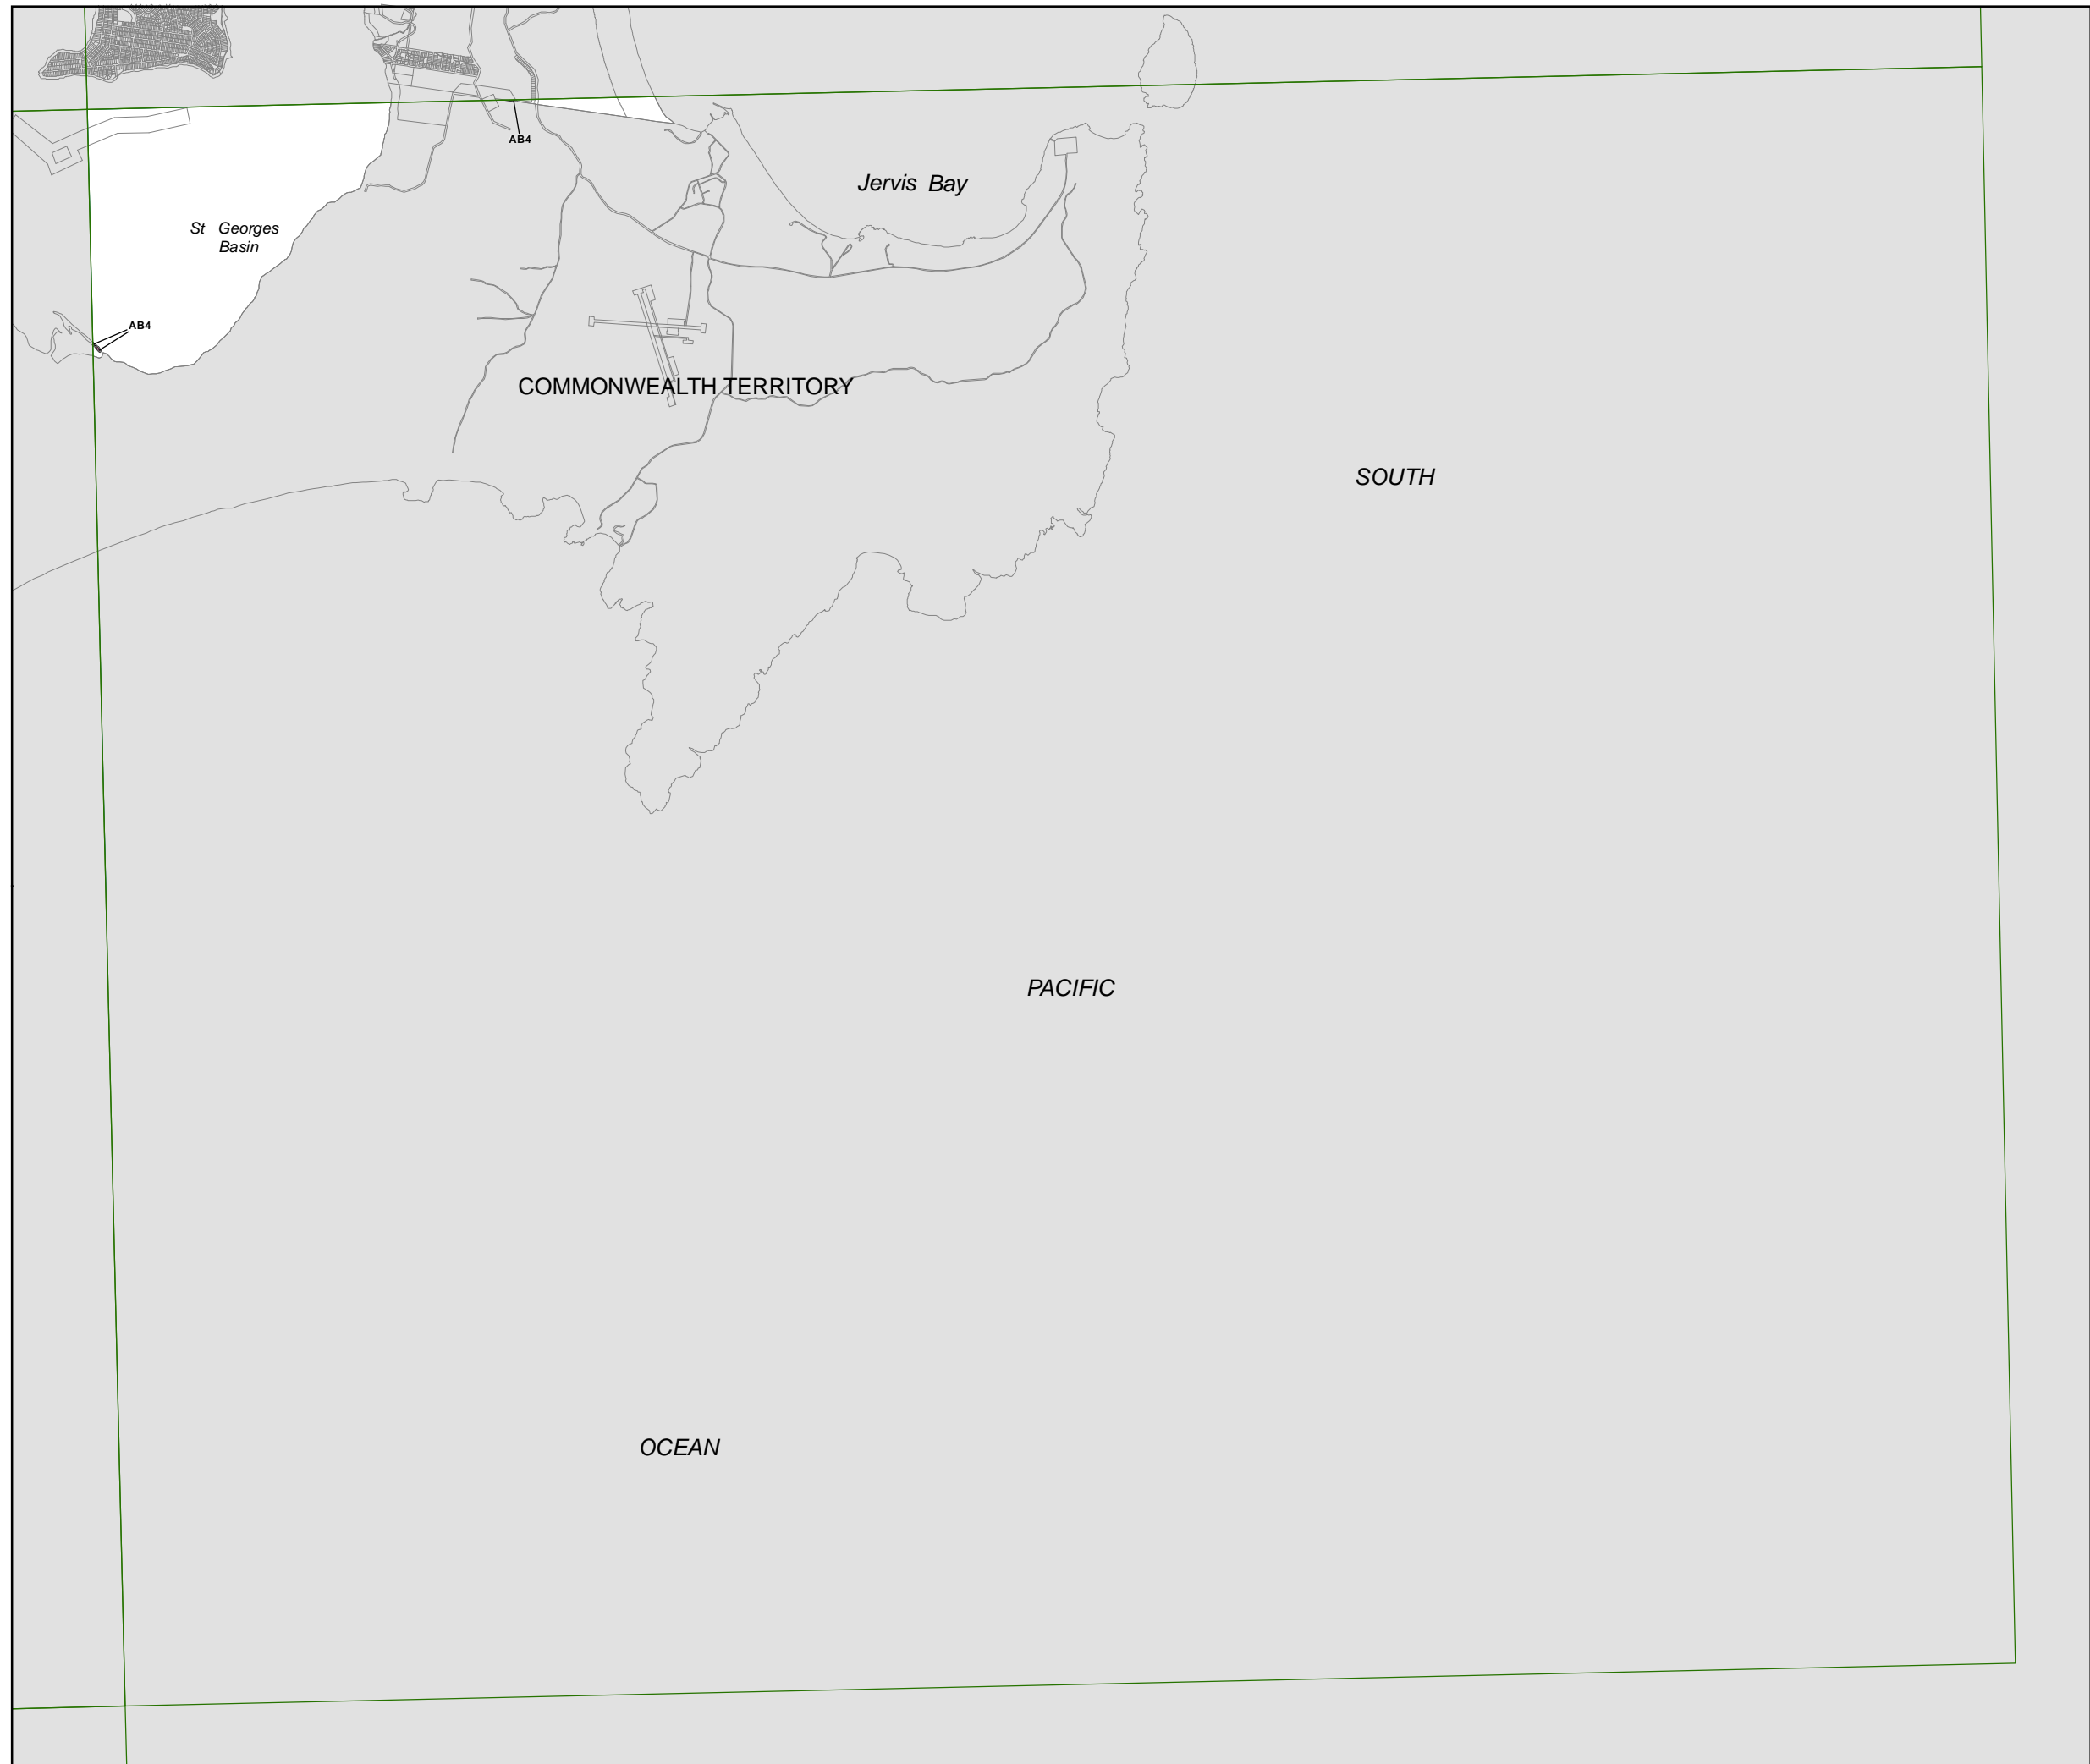 AB4
Jervis Bay
St Georges
Basin
AB4
COMMONWEALTH TERRITORY
SOUTH
PACIFIC
OCEAN